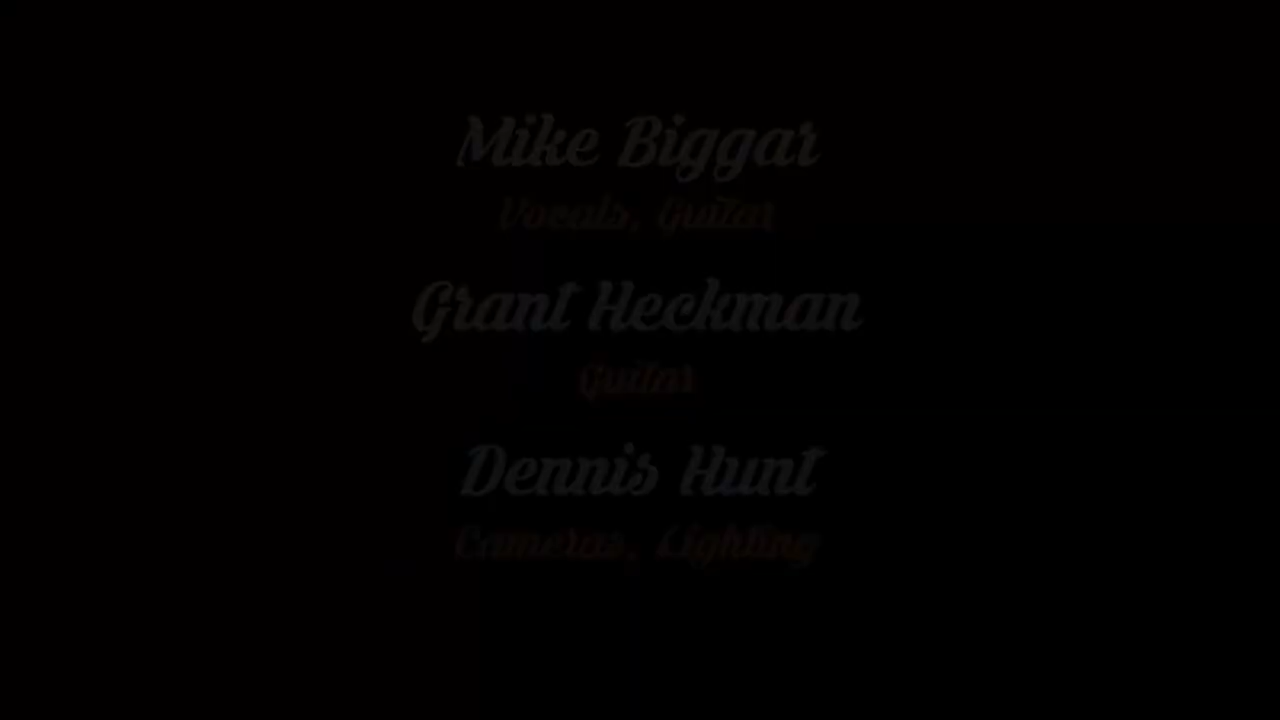 Mike Biggar
Vocals, Guitar
Grant Heckman
Guitar
Dennis Hunt
Cameras, Lighting